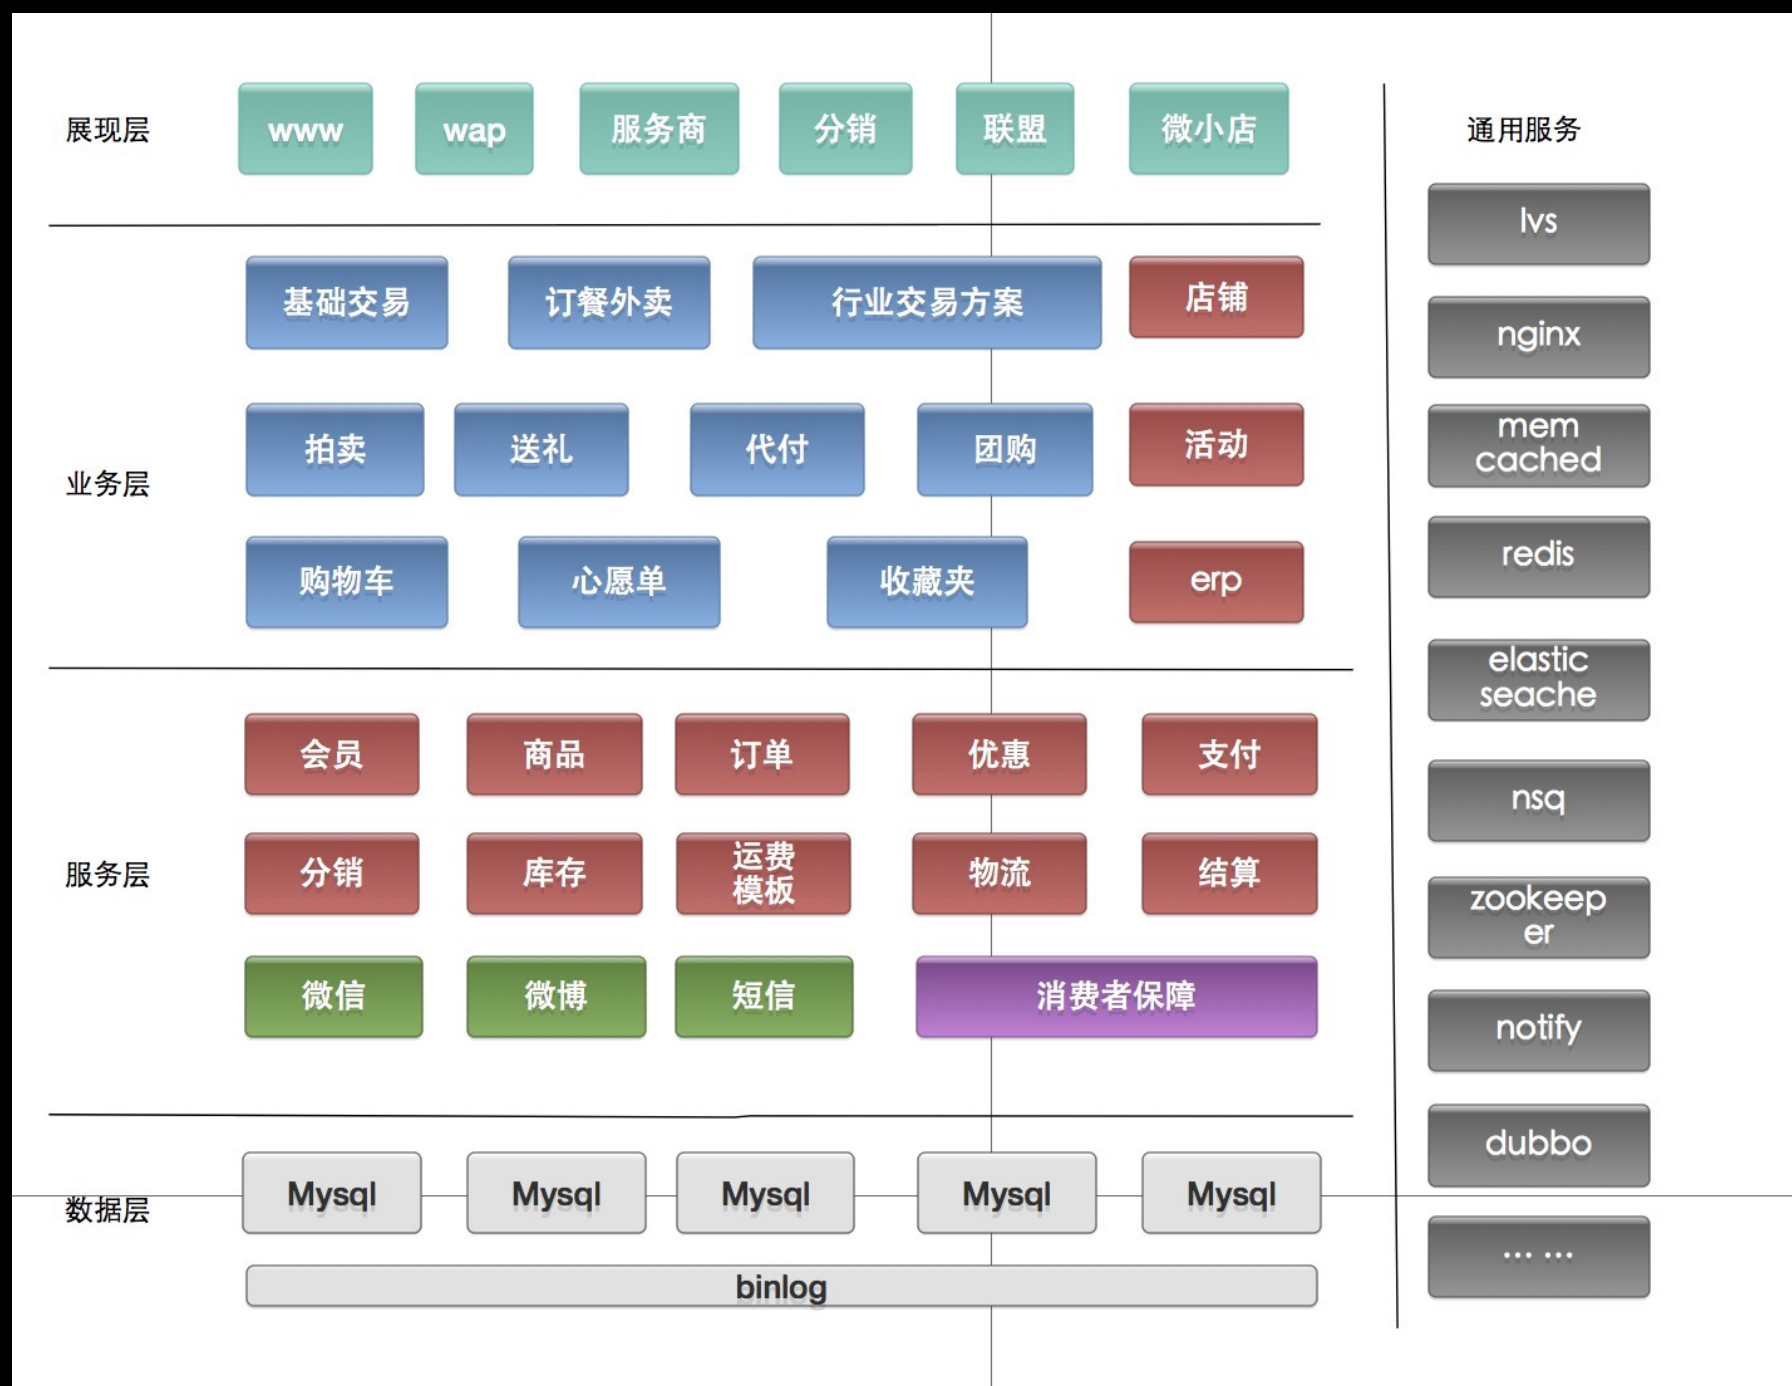 展现层
www
wap
服务商
分销
联盟
微小店
业务层
基础交易
订餐外卖
行业交易方案
店铺
拍卖
送礼
代付
团购
活动
购物车
心愿单
收藏夹
erp
服务层
会员
商品
订单
优惠
支付
分销
库存
运费
模板
物流
结算
微信
微博
短信
消费者保障
数据层
Mysql
Mysql
Mysql
Mysql
Mysql
binlog
通用服务
lvs
nginx
mem
cached
redis
elastic
seache
nsq
zookeep
er
notify
dubbo
... ...